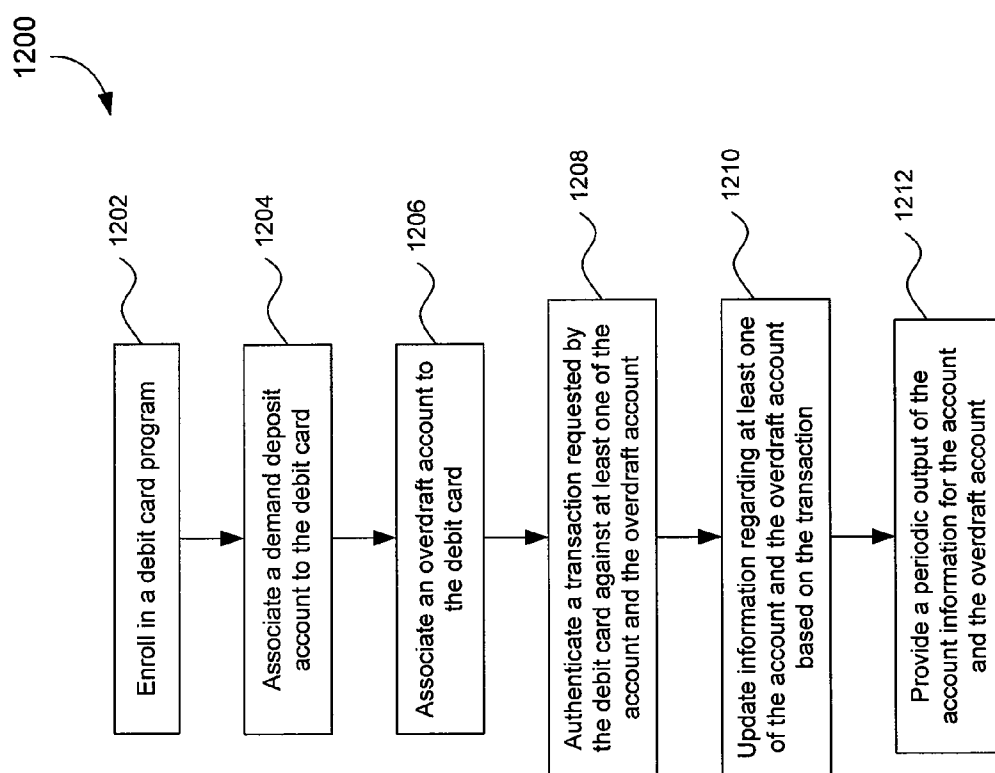 1200
1202
Enroll in a debit card program
1204
Associate a demand deposit
account to the debit card
1206
Associate an overdraft account to
the debit card
1208
Authenticate a transaction requested by
the debit card against at least one of the
account and the overdraft account
1210
Update information regarding at least one
of the account and the overdraft account
based on the transaction
1212
Provide a periodic output of the
account information for the account
and the overdraft account